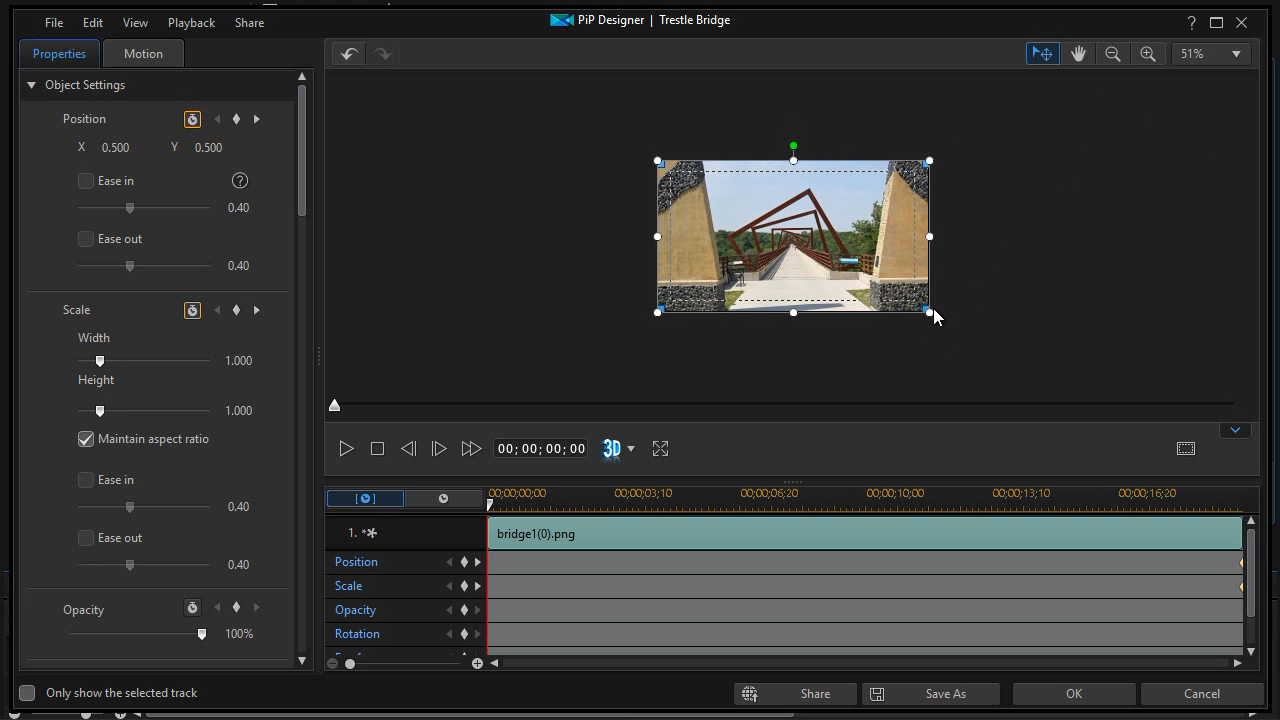 File Edit View Playback Share
PiP Designer | Trestle Bridge
?
Properties Motion
51%
Object Settings
Position
X 0.500 Y 0.500
Ease in ?
0.40
Ease out
0.40
Scale
Width
1.000
Height
1.000
Maintain aspect ratio
Ease in
0.40
Ease out
0.40
Opacity
100%
00; 00; 00; 00 3D
00;00;00;00 00;00;03;10 00;00;06;20 00;00;10;00 00;00;13;10 00;00;16;20
1. bridge1(0).png
Position
Scale
Opacity
Rotation
Only show the selected track
Share Save As OK Cancel